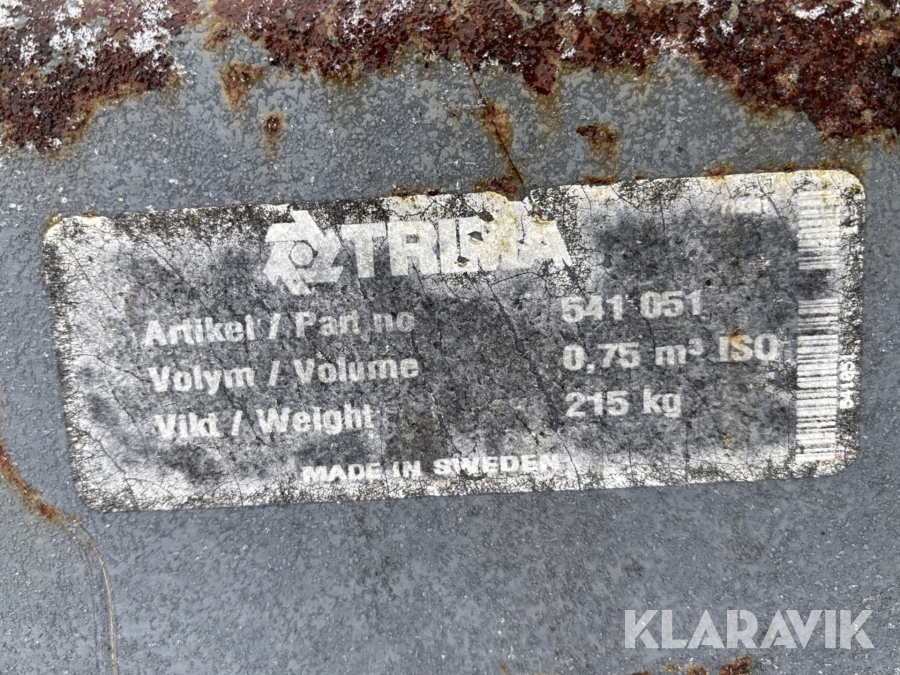 TRIMA
Artikel / Part.no 541 051
Volym / Volume 0,75 m³ ISO
Vikt / Weight 215 kg
MADE IN SWEDEN
KLARAVIK